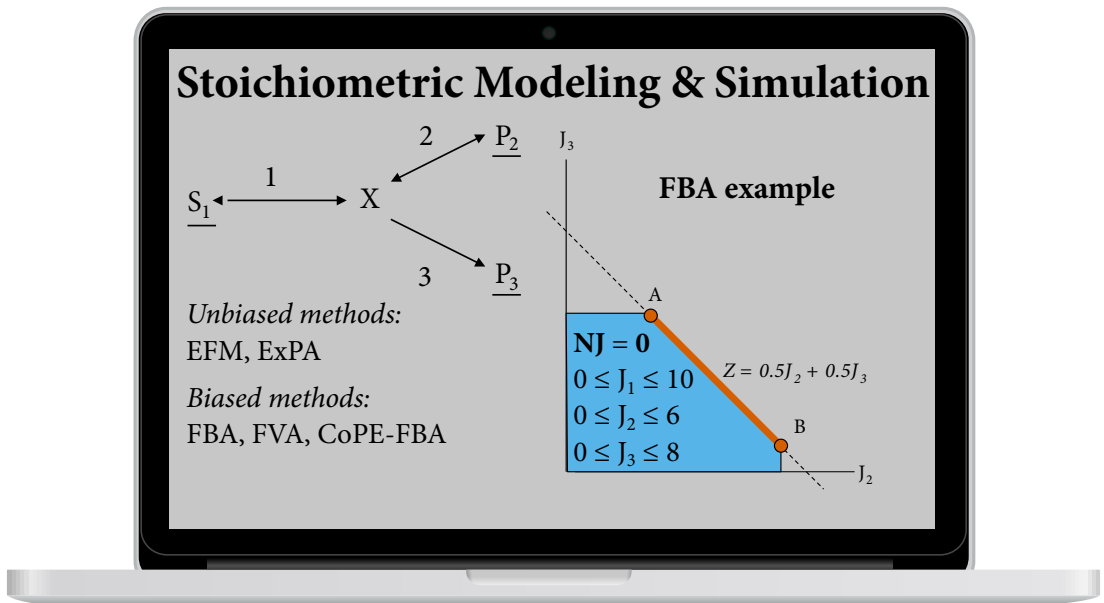 Stoichiometric Modeling & Simulation
2
P₂
J₃
1
FBA example
S₁
X
3
P₃
A
Unbiased methods:
EFM, ExPA
NJ = 0
0 ≤ J₁ ≤ 10
Z = 0.5J₂ + 0.5J₃
0 ≤ J₂ ≤ 6
Biased methods:
FBA, FVA, CoPE-FBA
B
0 ≤ J₃ ≤ 8
J₂